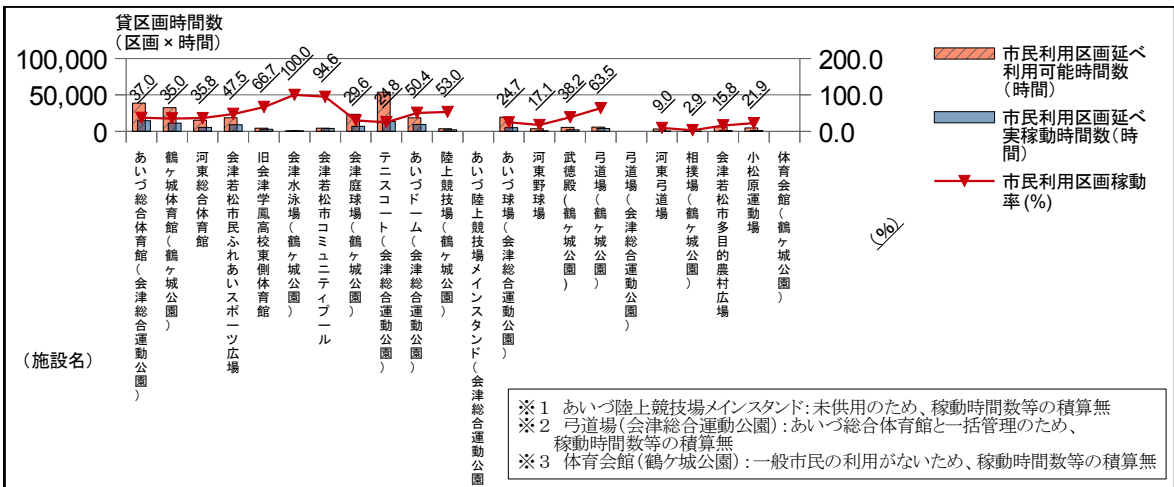 貸区画時間数
(区画×時間)
100,000
50,000
0
200.0
100.0
0.0
(%)
37.0
35.0
35.8
47.5
66.7
100.0
94.6
29.6
24.8
50.4
53.0
24.7
17.1
38.2
63.5
9.0
2.9
15.8
21.9
市民利用区画延べ
利用可能時間数
(時間)
市民利用区画延べ
実稼動時間数(時
間)
市民利用区画稼動
率(%)
(施設名)
あいづ総合体育館(会津総合運動公園)
鶴ヶ城体育館(鶴ヶ城公園)
河東総合体育館
会津若松市民ふれあいスポーツ広場
旧会津学鳳高校東側体育館
会津水泳場(鶴ヶ城公園)
会津若松市コミュニティプール
会津庭球場(鶴ヶ城公園)
テニスコート(会津総合運動公園)
あいづドーム(会津総合運動公園)
陸上競技場(鶴ヶ城公園)
あいづ陸上競技場メインスタンド(会津総合運動公園
あいづ球場(会津総合運動公園)
河東野球場
武徳殿(鶴ヶ城公園)
弓道場(鶴ヶ城公園)
弓道場(会津総合運動公園)
河東弓道場
相撲場(鶴ヶ城公園)
会津若松市多目的農村広場
小松原運動場
体育会館(鶴ヶ城公園)
※1 あいづ陸上競技場メインスタンド:未供用のため、稼動時間数等の積算無
※2 弓道場(会津総合運動公園):あいづ総合体育館と一括管理のため、
稼動時間数等の積算無
※3 体育会館(鶴ケ城公園):一般市民の利用がないため、稼動時間数等の積算無